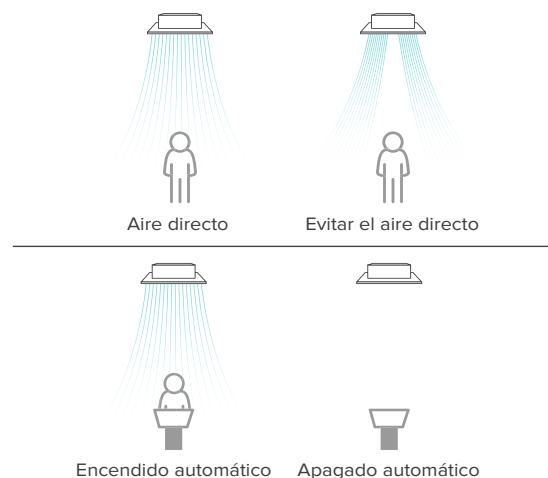 Aire directo
Evitar el aire directo
Encendido automático
Apagado automático